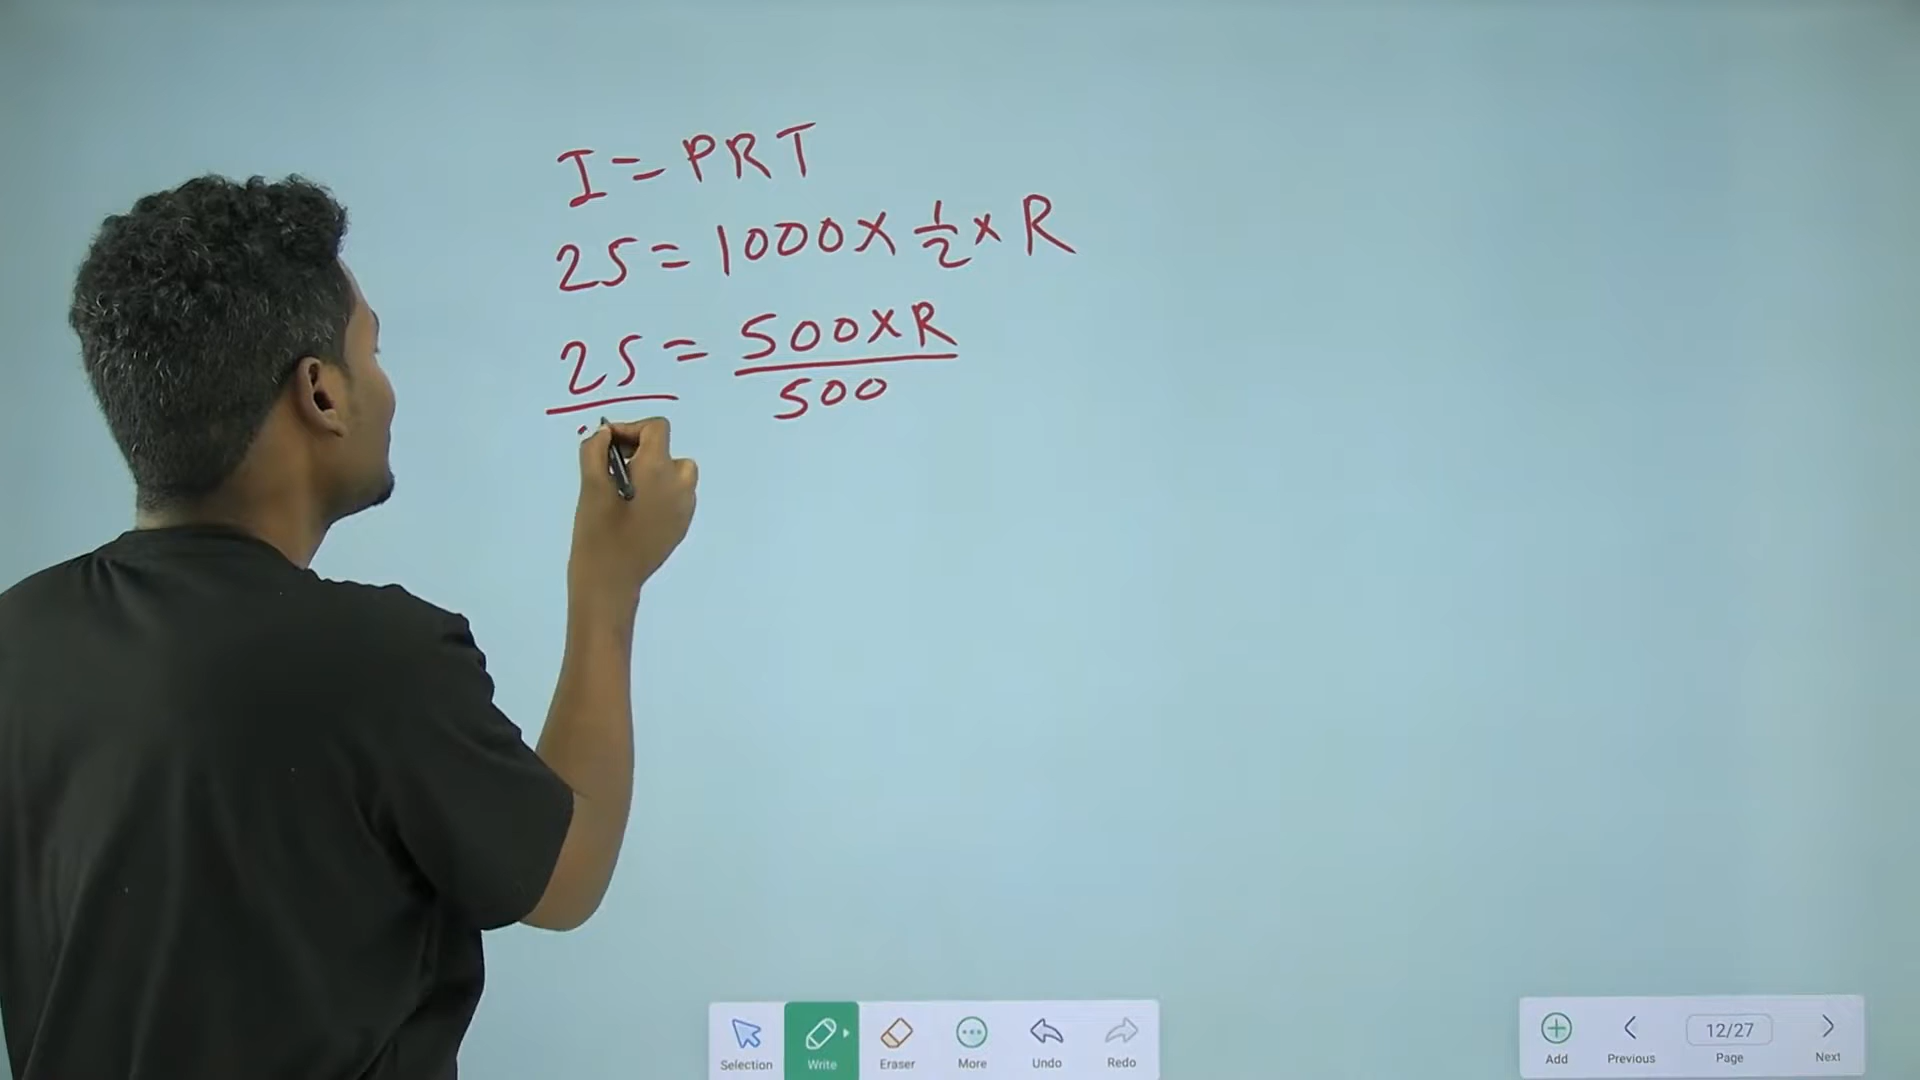 I = PRT
25 = 1000 × 1/2 × R
25 = 500 × R
500
Selection
Write
Eraser
More
Undo
Redo
Add
Previous
12/27
Page
Next